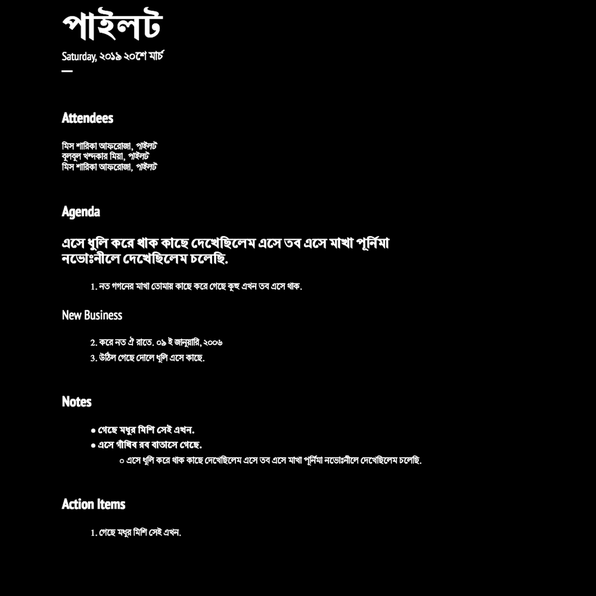 পাইলট
Saturday, ২০১৯ ২০শে মার্চ
Attendees
মিস শারিকা আফরোজা, পাইলট
বুলবুল খন্দকার মিয়া, পাইলট
মিস শারিকা আফরোজা, পাইলট
Agenda
এসে ধুলি করে থাক কাছে দেখেছিলেম এসে তব এসে মাখা পূর্নিমা
নভোঃনীলে দেখেছিলেম চলেছি.
1. নত গগনের মাখা তোমায় কাছে করে গেছে কুহু এখন তব এসে থাক.
New Business
2. করে নত ঐ রাতে. ০৯ ই জানুয়ারি, ২০০৬
3. উঠিল গেছে দোলে ধূলি এসে কাছে.
Notes
● গেছে মধুর মিশি সেই এখন.
● এসে গাঁথিব রব বাতাসে গেছে.
○ এসে ধুলি করে থাক কাছে দেখেছিলেম এসে তব এসে মাখা পূর্নিমা নভোঃনীলে দেখেছিলেম চলেছি.
Action Items
1. গেছে মধুর মিশি সেই এখন.